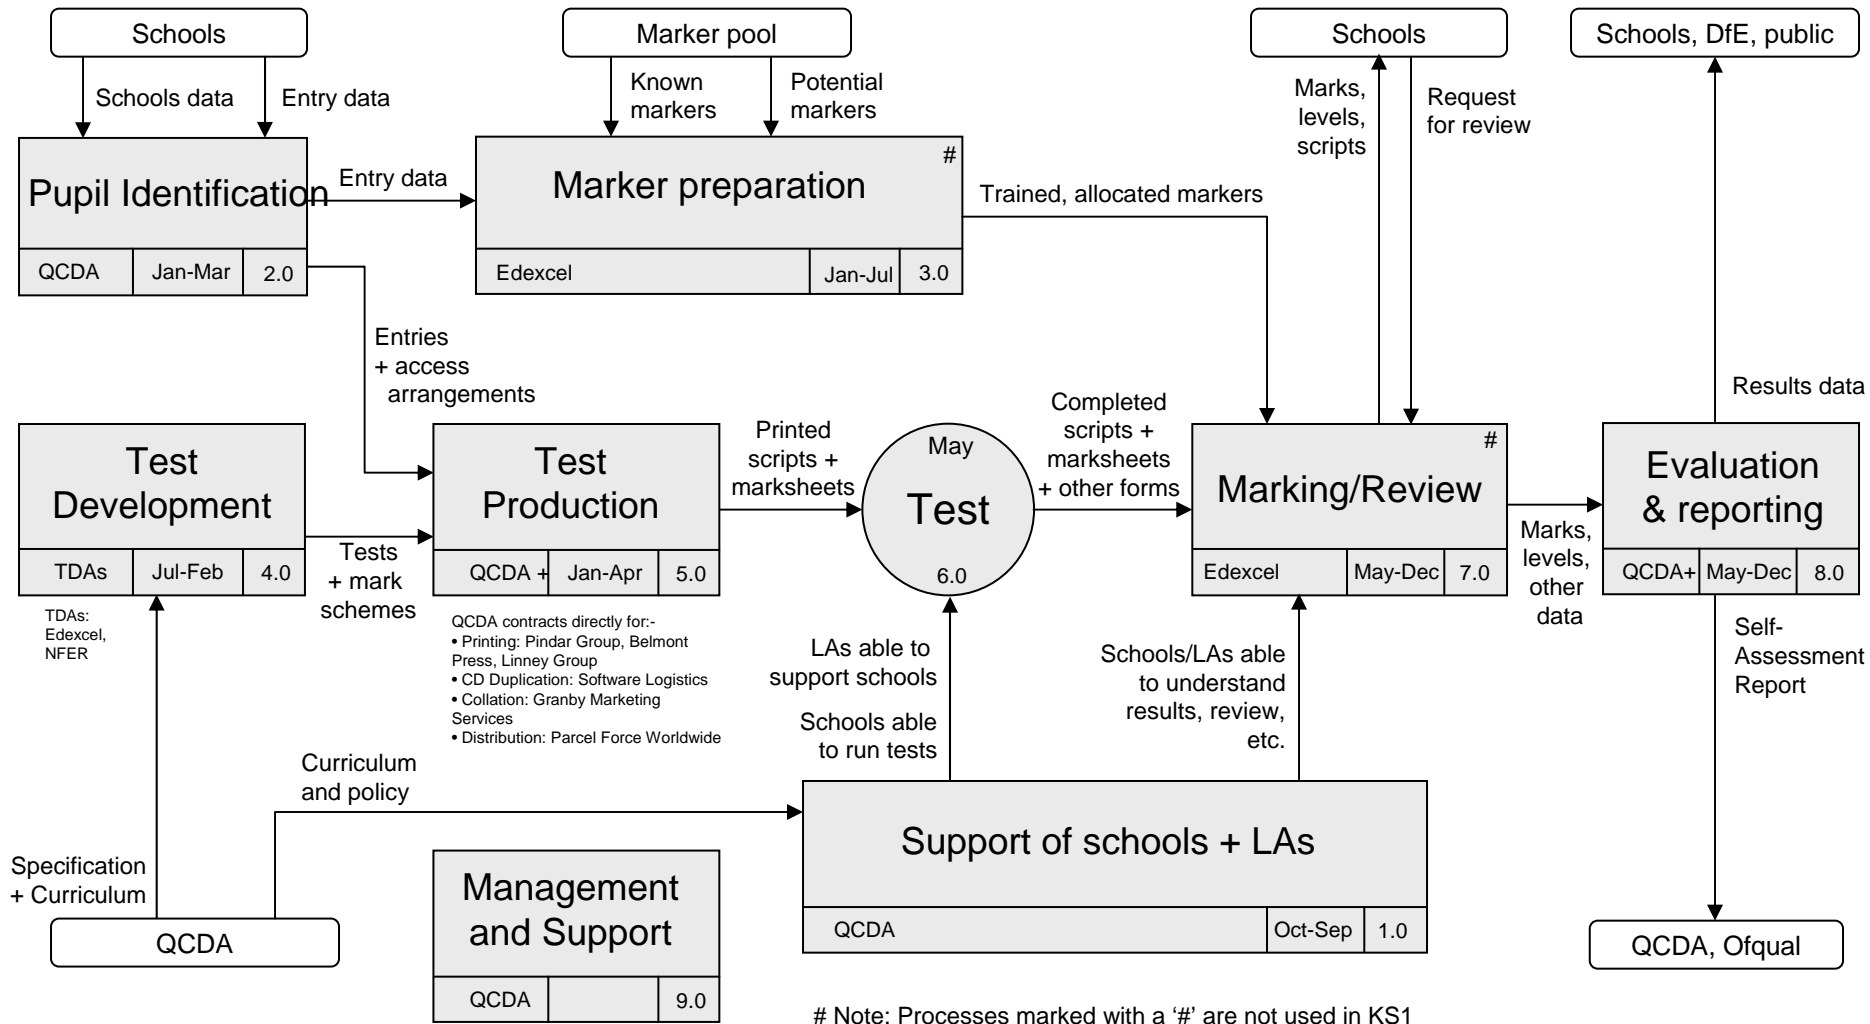 Schools
Marker pool
Schools
Schools, DfE, public
Schools data
Entry data
Known
markers
Potential
markers
Marks,
levels,
scripts
Request
for review
Pupil Identification
QCDA
Jan-Mar
2.0
Entry data
#
Marker preparation
Edexcel
Jan-Jul
3.0
Trained, allocated markers
Entries
+ access
arrangements
Results data
Test
Development
TDAs
Jul-Feb
4.0
TDAs:
Edexcel,
NFER
Tests
+ mark
schemes
Test
Production
QCDA +
Jan-Apr
5.0
QCDA contracts directly for:-
• Printing: Pindar Group, Belmont
Press, Linney Group
• CD Duplication: Software Logistics
• Collation: Granby Marketing
Services
• Distribution: Parcel Force Worldwide
Printed
scripts +
marksheets
May
Test
6.0
Completed
scripts +
marksheets
+ other forms
#
Marking/Review
Edexcel
May-Dec
7.0
Marks,
levels,
other
data
Evaluation
& reporting
QCDA+
May-Dec
8.0
Self-
Assessment
Report
LAs able to
support schools
Schools able
to run tests
Schools/LAs able
to understand
results, review,
etc.
Curriculum
and policy
Specification
+ Curriculum
QCDA
Management
and Support
QCDA
9.0
Support of schools + LAs
QCDA
Oct-Sep
1.0
QCDA, Ofqual
# Note: Processes marked with a ‘#’ are not used in KS1